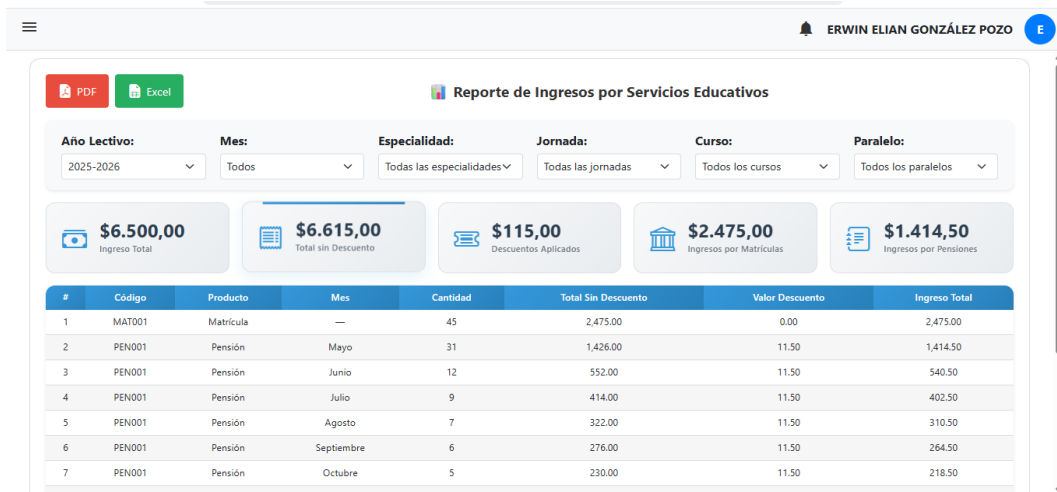 ERWIN ELIAN GONZÁLEZ POZO E
PDF Excel Reporte de Ingresos por Servicios Educativos
Año Lectivo: Mes: Especialidad: Jornada: Curso: Paralelo:
2025-2026 Todos Todas las especialidades Todas las jornadas Todos los cursos Todos los paralelos
$6.500,00 $6.615,00 $115,00 $2.475,00 $1.414,50
Ingreso Total Total sin Descuento Descuentos Aplicados Ingresos por Matrículas Ingresos por Pensiones
# Código Producto Mes Cantidad Total Sin Descuento Valor Descuento Ingreso Total
1 MAT001 Matrícula — 45 2,475.00 0.00 2,475.00
2 PEN001 Pensión Mayo 31 1,426.00 11.50 1,414.50
3 PEN001 Pensión Junio 12 552.00 11.50 540.50
4 PEN001 Pensión Julio 9 414.00 11.50 402.50
5 PEN001 Pensión Agosto 7 322.00 11.50 310.50
6 PEN001 Pensión Septiembre 6 276.00 11.50 264.50
7 PEN001 Pensión Octubre 5 230.00 11.50 218.50